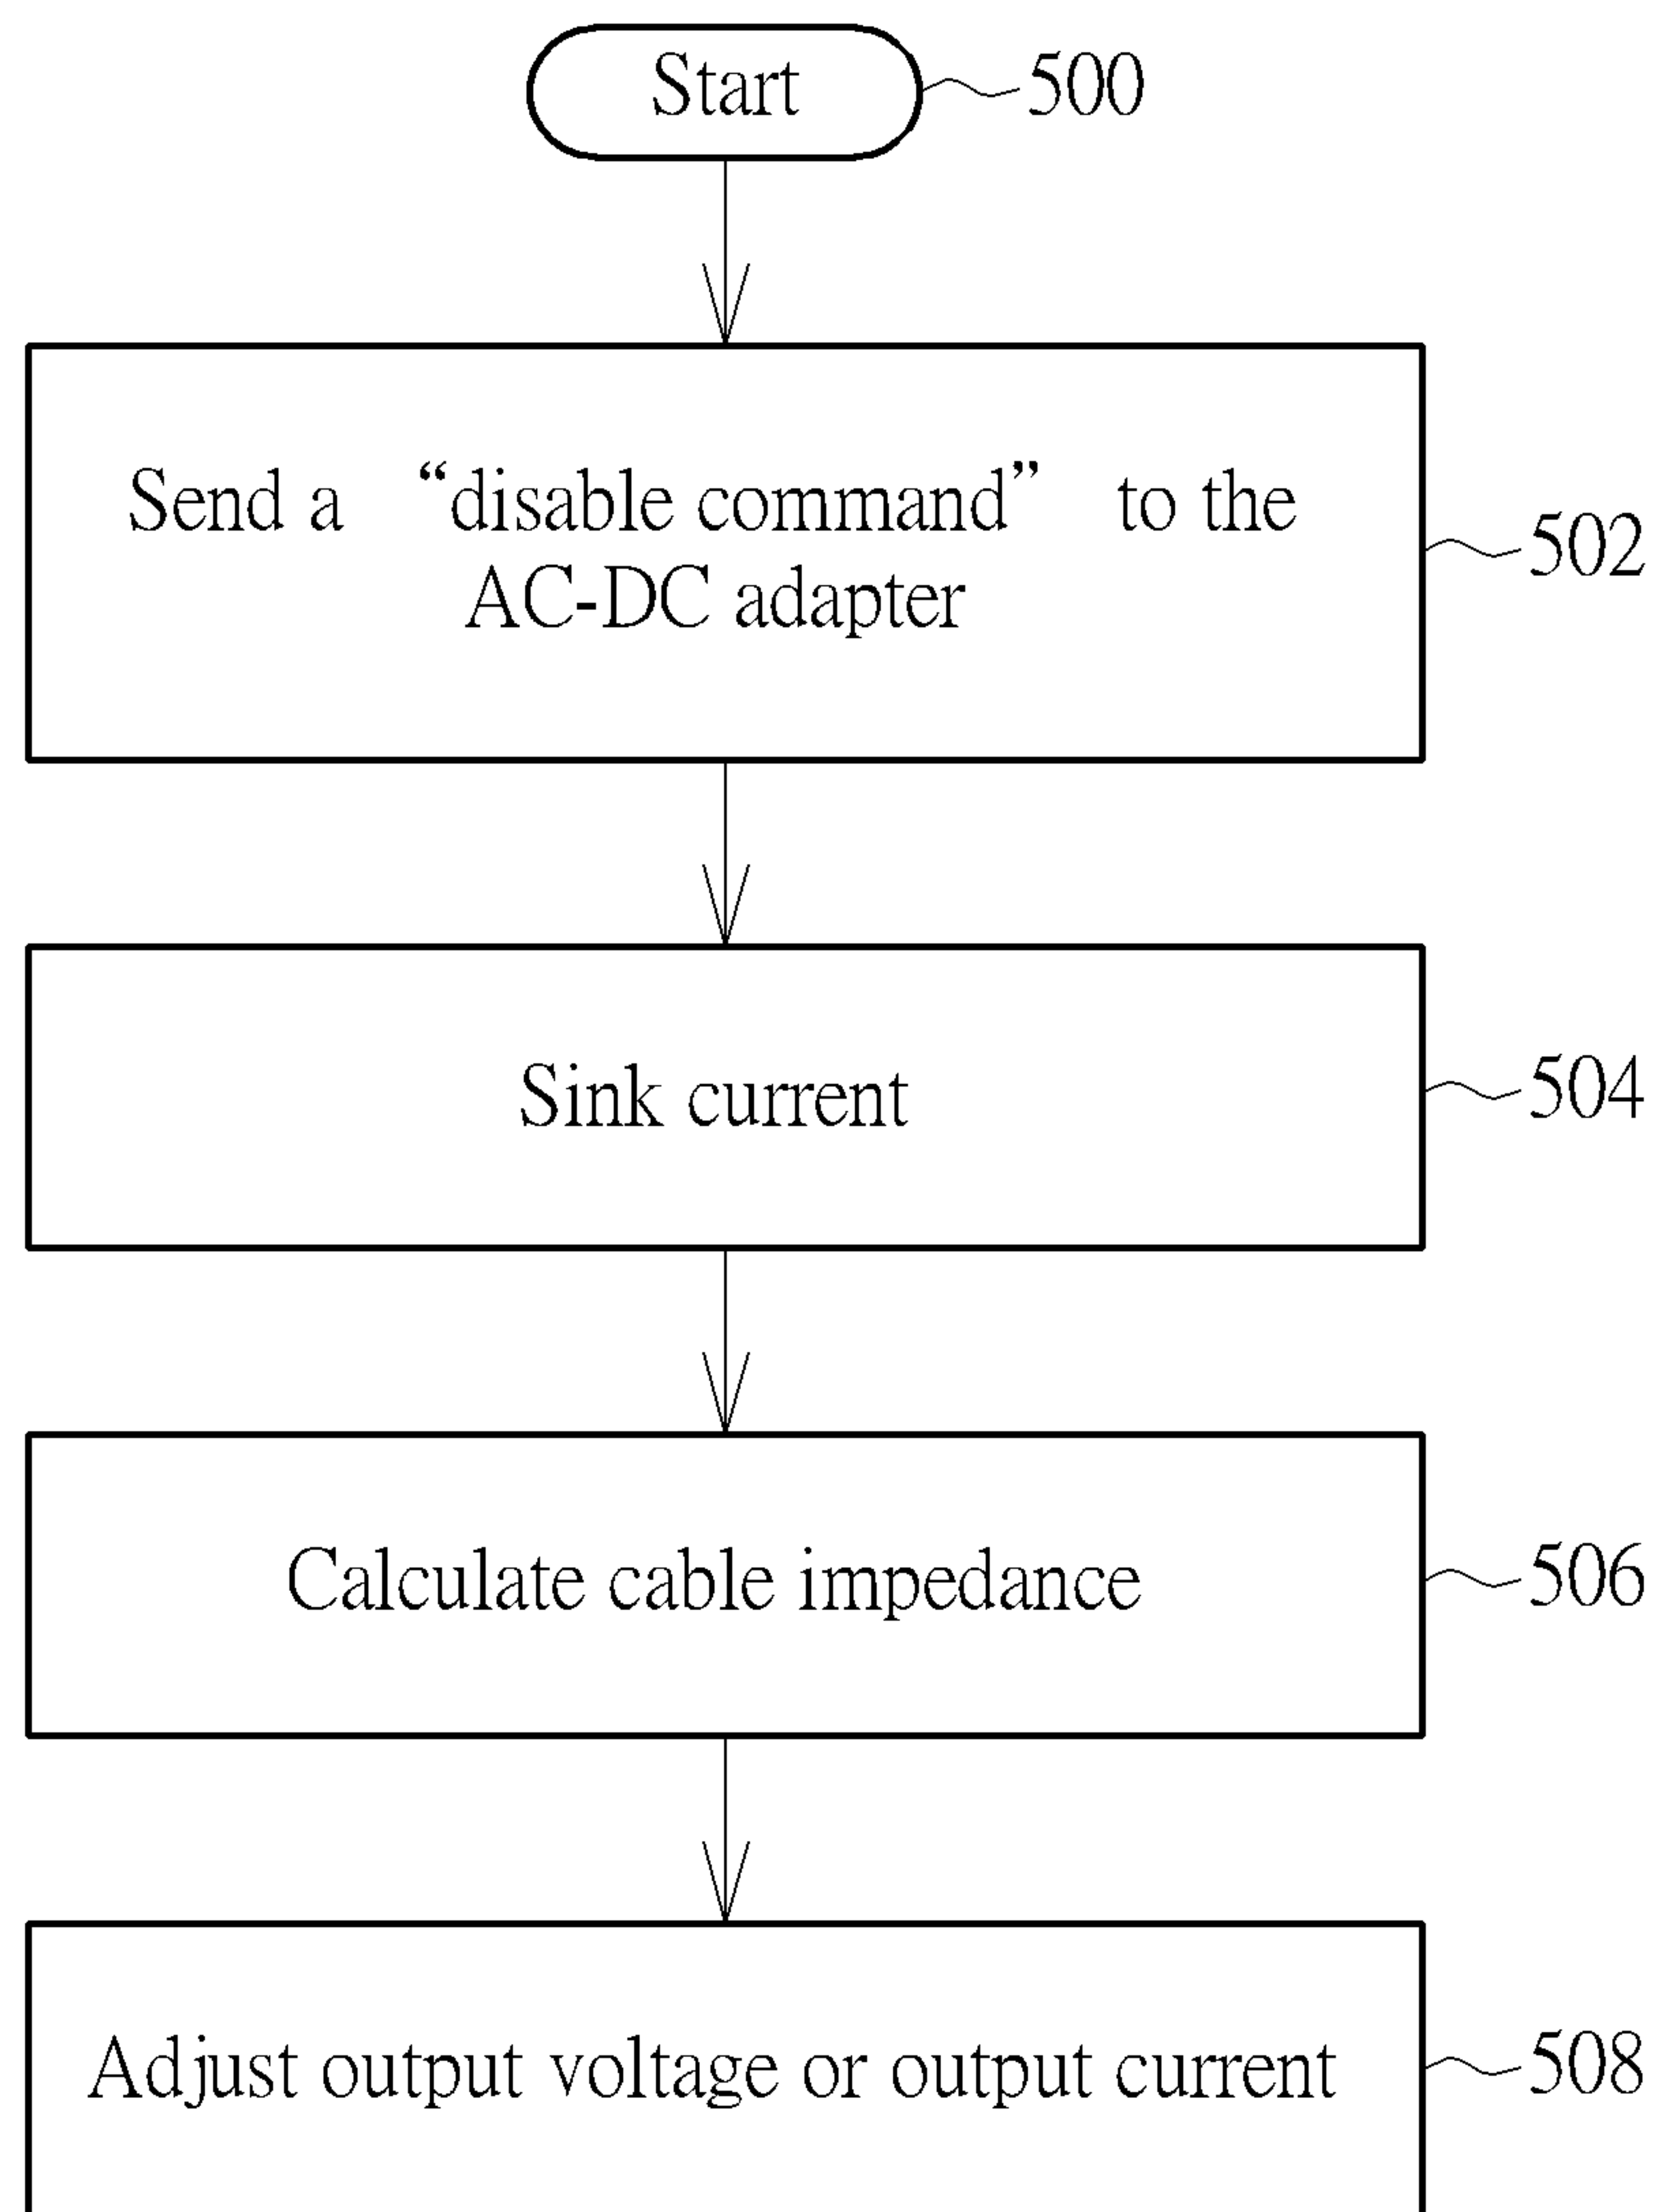 Start
500
Send a “disable command” to the
AC-DC adapter
502
Sink current
504
Calculate cable impedance
506
Adjust output voltage or output current
508